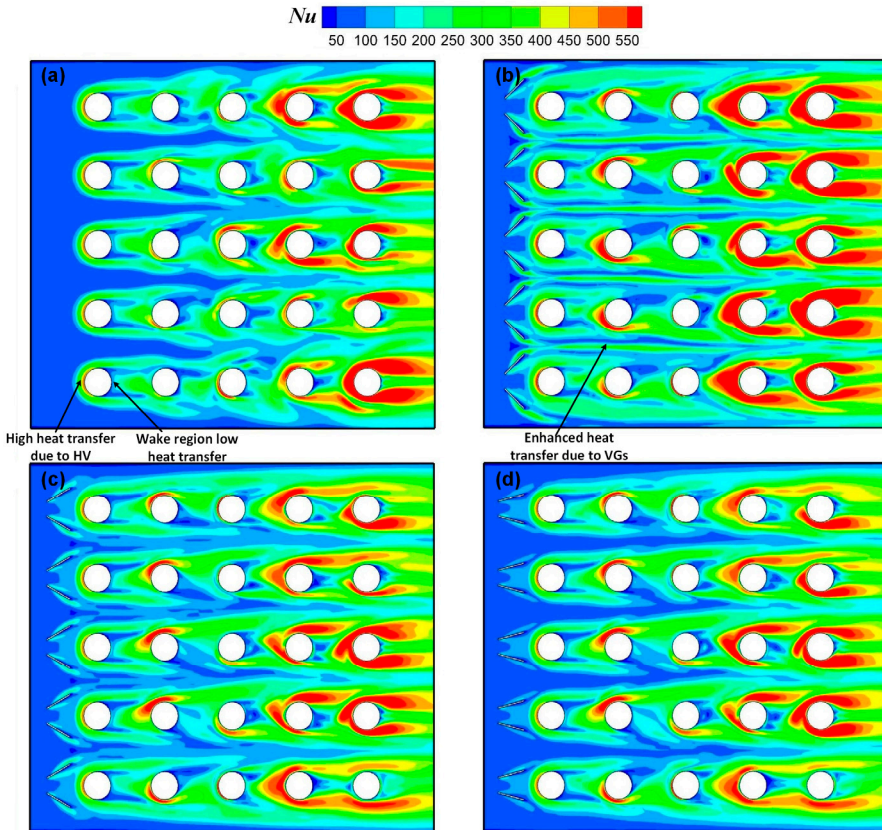 Nu
50 100 150 200 250 300 350 400 450 500 550
(a)
(b)
High heat transfer
due to HV
Wake region low
heat transfer
Enhanced heat
transfer due to VGs
(c)
(d)